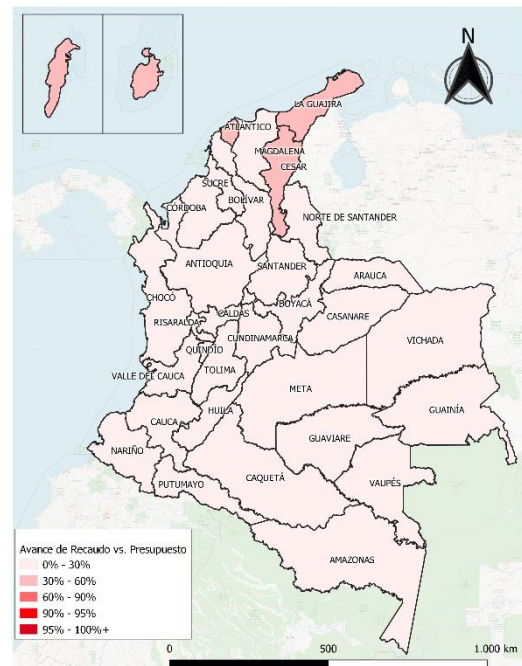 N
LA GUAJIRA
ATLÁNTICO
MAGDALENA
CESAR
SUCRE
CÓRDOBA
BOLÍVAR
NORTE DE SANTANDER
ANTIOQUIA
SANTANDER
ARAUCA
CHOCÓ
BOYACÁ
CALDAS
CASANARE
RISARALDA
CUNDINAMARCA
VICHADA
QUINDÍO
VALLE DEL CAUCA
TOLIMA
META
HUILA
GUAINÍA
CAUCA
GUAVIARE
NARIÑO
CAQUETÁ
VAUPÉS
PUTUMAYO
AMAZONAS
Avance de Recaudo vs. Presupuesto
0% - 30%
30% - 60%
60% - 90%
90% - 95%
95% - 100%+
0 500 1.000 km